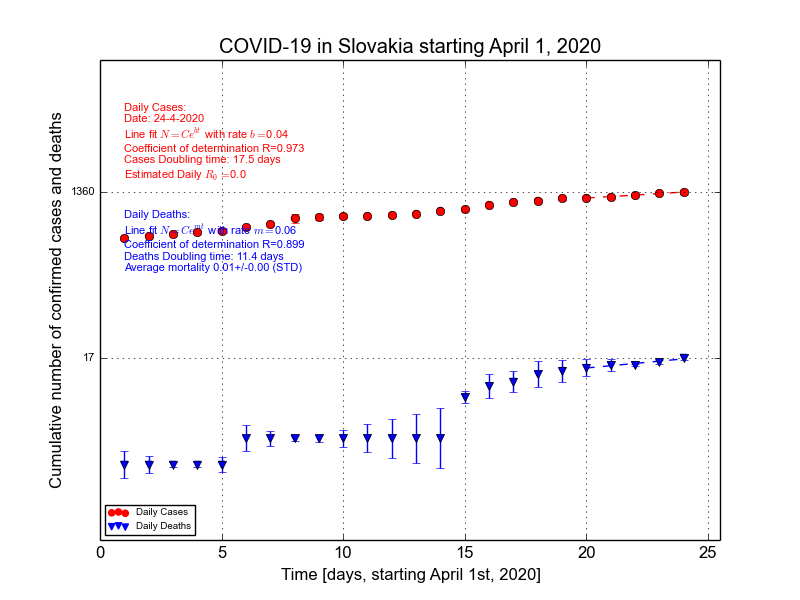 COVID-19 in Slovakia starting April 1, 2020
Daily Cases:
Date: 24-4-2020
Line fit N = Ce^{bt} with rate b =0.04
Coefficient of determination R=0.973
Cases Doubling time: 17.5 days
Estimated Daily R_0 =0.0
Daily Deaths:
Line fit N = Ce^{mt} with rate m =0.06
Coefficient of determination R=0.899
Deaths Doubling time: 11.4 days
Average mortality 0.01+/-0.00 (STD)
Cumulative number of confirmed cases and deaths
1360
17
Daily Cases
Daily Deaths
0 5 10 15 20 25
Time [days, starting April 1st, 2020]